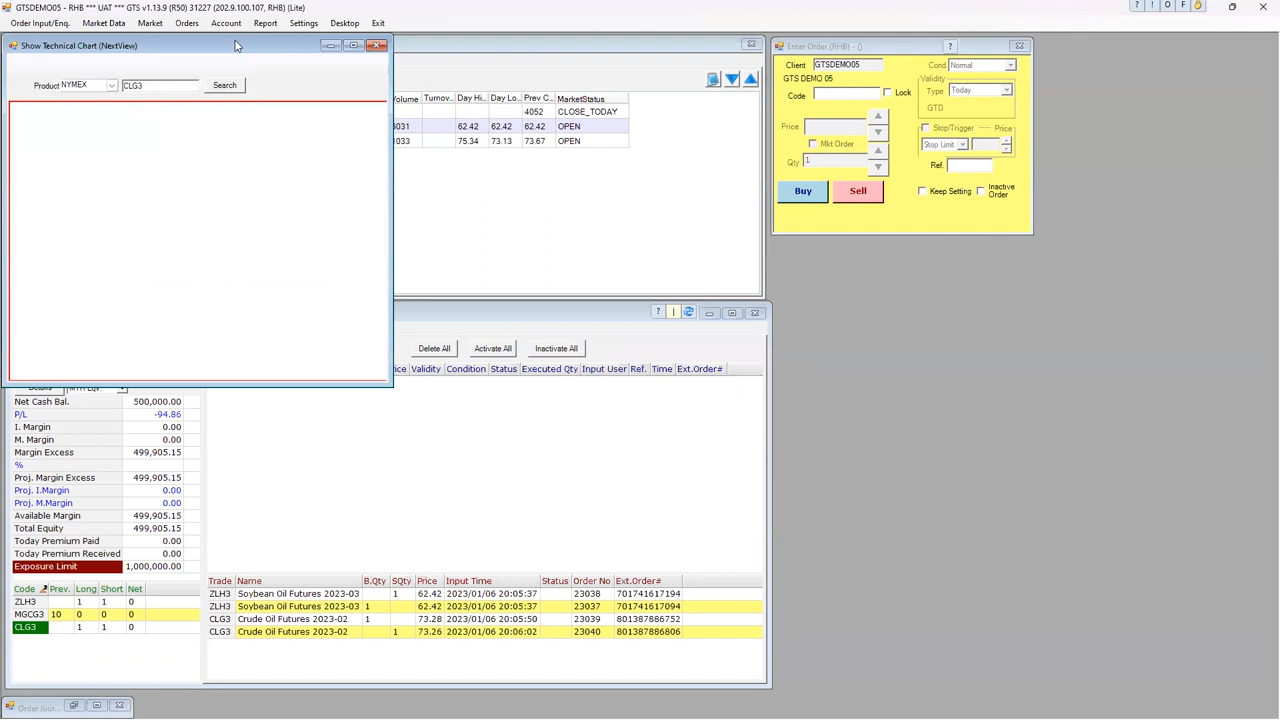 GTSDEMO05 - RHB *** UAT *** GTS v1.13.9 (R50) 31227 (202.9.100.107, RHB) (Lite)
? ! O F
Order Input/Enq. Market Data Market Orders Account Report Settings Desktop Exit
Show Technical Chart (NextView)
Product NYMEX CLG3 Search
Volume Turnov... Day Hi... Day Lo... Prev C... MarketStatus
4052 CLOSE_TODAY
62.42 62.42 62.42 OPEN
75.34 73.13 73.67 OPEN
Enter Order (RHB) - () ?
Client GTSDEMO05 Cond Normal
GTS DEMO 05 Validity
Code Lock Type Today
GTD
Price Stop/Trigger Price
Mkt Order Stop Limit
Qty 1 Ref.
Buy Sell Keep Setting Inactive Order
? |
Delete All Activate All Inactivate All
Validity Condition Status Executed Qty Input User Ref. Time Ext.Order#
Net Cash Bal. 500,000.00
P/L -94.86
I. Margin 0.00
M. Margin 0.00
Margin Excess 499,905.15
%
Proj. Margin Excess 499,905.15
Proj. I.Margin 0.00
Proj. M.Margin 0.00
Available Margin 499,905.15
Total Equity 499,905.15
Today Premium Paid 0.00
Today Premium Received 0.00
Exposure Limit 1,000,000.00
Code Prev. Long Short Net
ZLH3 1 1 0
MGCG3 10 0 0 0
CLG3 1 1 0
Trade Name B.Qty SQty Price Input Time Status Order No Ext.Order#
ZLH3 Soybean Oil Futures 2023-03 1 62.42 2023/01/06 20:05:37 23038 701741617194
ZLH3 Soybean Oil Futures 2023-03 1 62.42 2023/01/06 20:05:37 23037 701741617094
CLG3 Crude Oil Futures 2023-02 1 73.28 2023/01/06 20:05:50 23039 801387886752
CLG3 Crude Oil Futures 2023-02 1 73.26 2023/01/06 20:06:02 23040 801387886806
Order Jour...